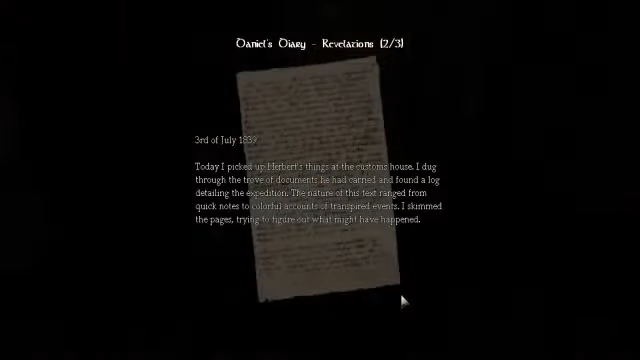 Daniel's Diary - Revelations (2/3)
3rd of July 1839
Today I picked up Herbert's things at the customs house. I dug
through the trove of documents he had carried and found a log
detailing the expedition. The nature of this text ranged from
quick notes to colorful accounts of transpired events. I skimmed
the pages, trying to figure out what might have happened.